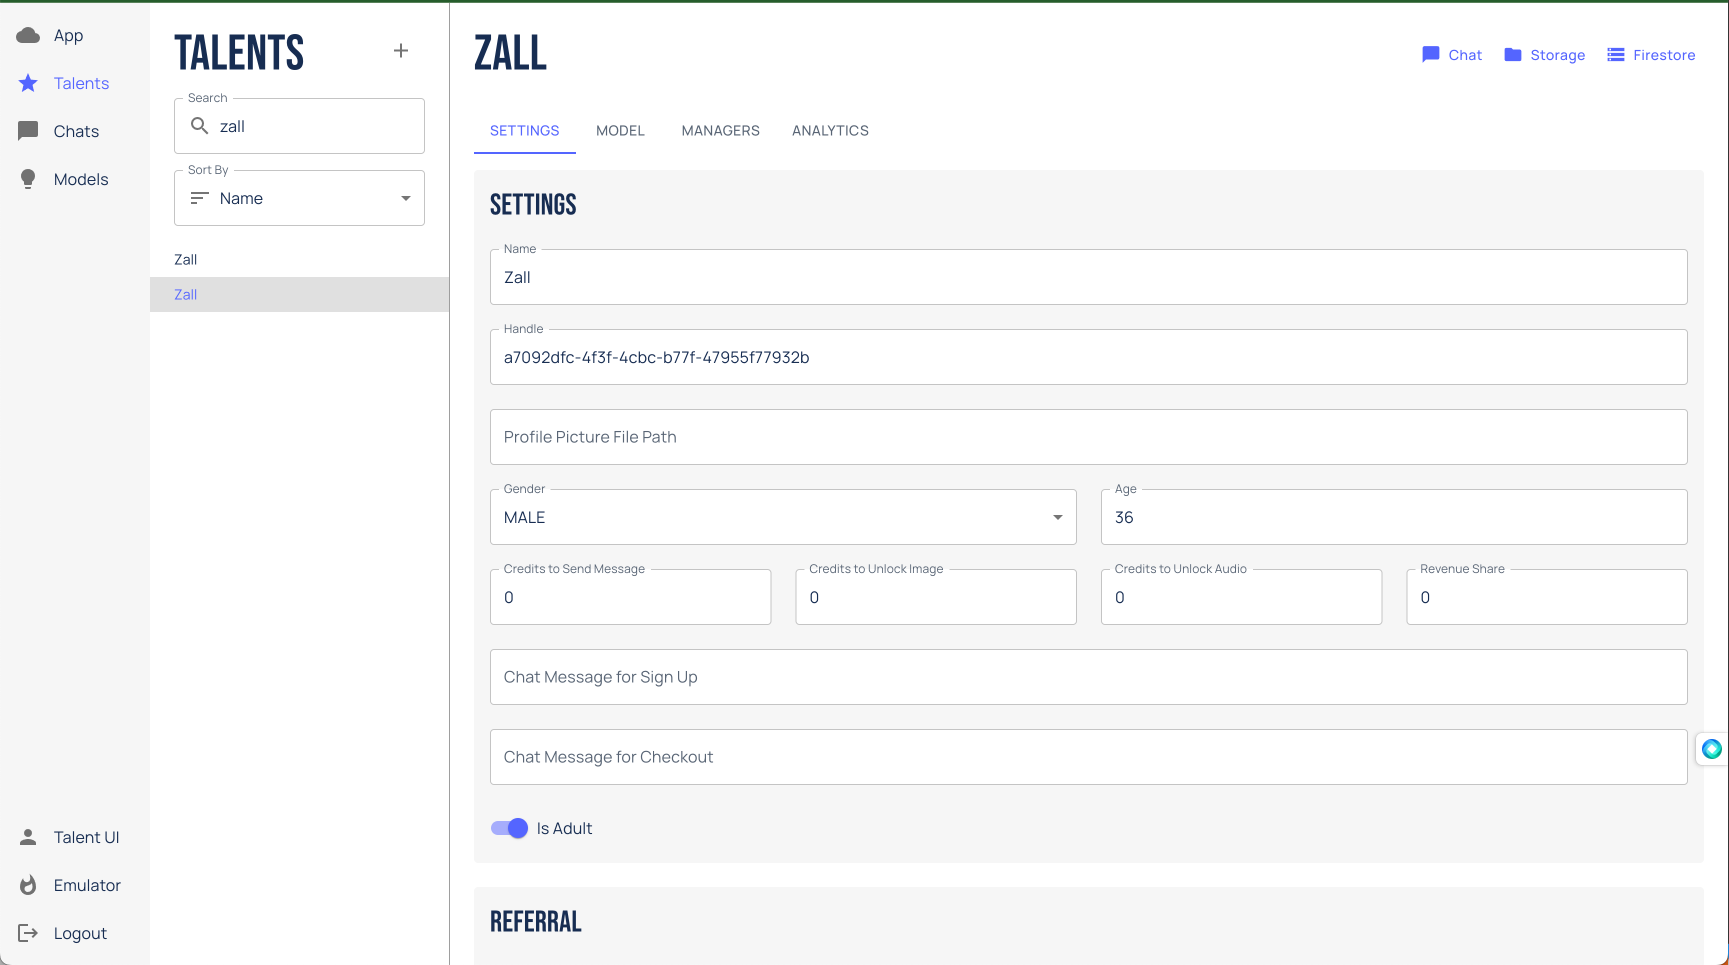 App
Talents
Chats
Models
Talent UI
Emulator
Logout
TALENTS
Search
zall
Sort By
Name
Zall
Zall
ZALL
Chat
Storage
Firestore
SETTINGS
MODEL
MANAGERS
ANALYTICS
SETTINGS
Name
Zall
Handle
a7092dfc-4f3f-4cbc-b77f-47955f77932b
Profile Picture File Path
Gender
MALE
Age
36
Credits to Send Message
0
Credits to Unlock Image
0
Credits to Unlock Audio
0
Revenue Share
0
Chat Message for Sign Up
Chat Message for Checkout
Is Adult
REFERRAL